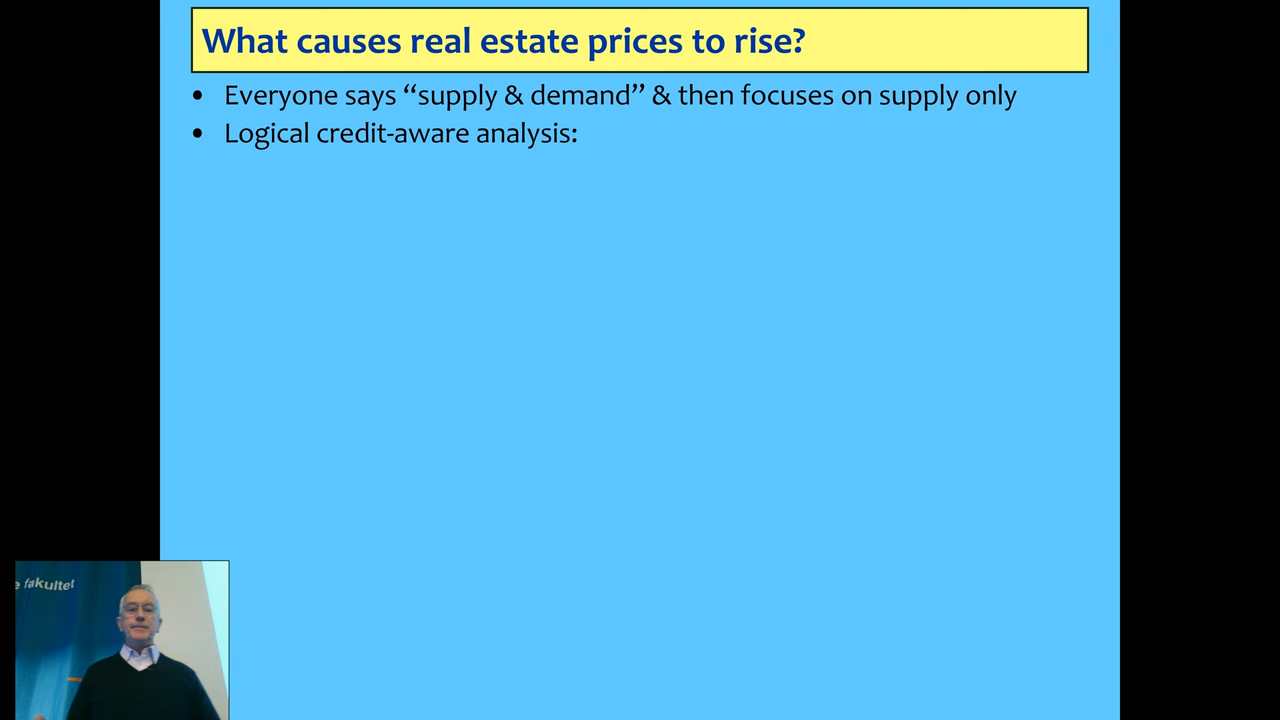 What causes real estate prices to rise?
• Everyone says “supply & demand” & then focuses on supply only
• Logical credit-aware analysis:
e fakultet